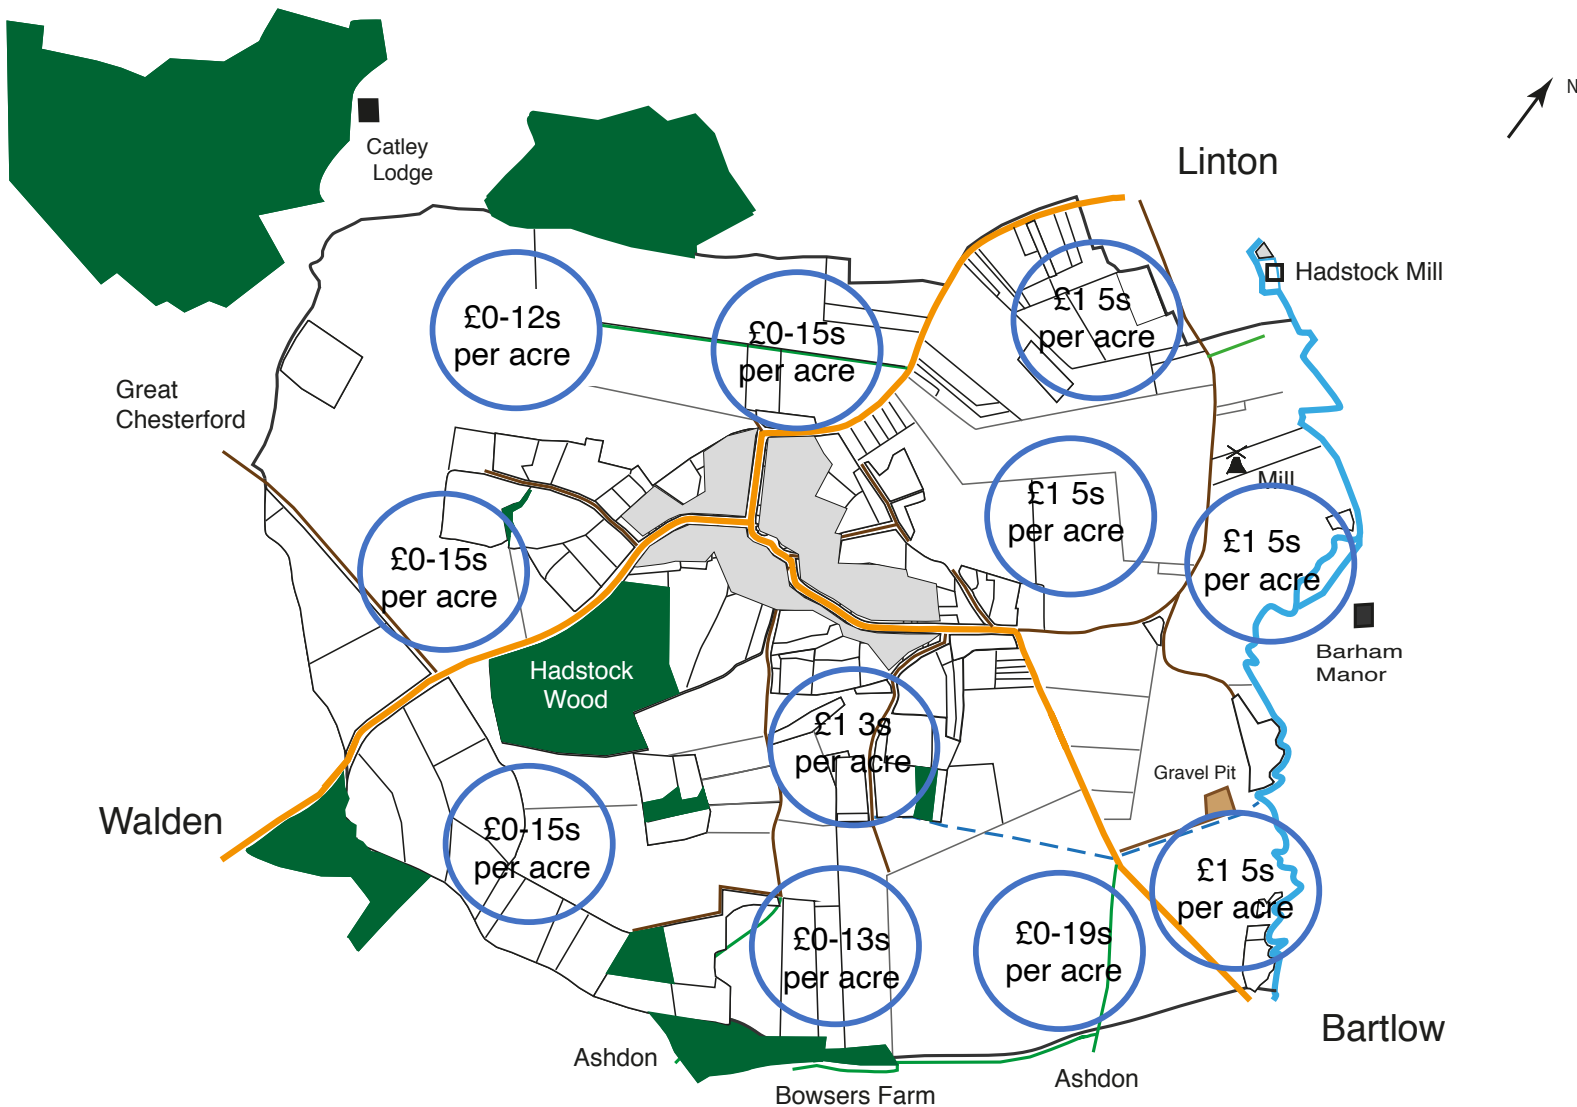 N
Linton
Catley
Lodge
Hadstock Mill
£0-12s
per acre
£0-15s
per acre
£1 5s
per acre
Great
Chesterford
Mill
£1 5s
per acre
£1 5s
per acre
£0-15s
per acre
Barham
Manor
Hadstock
Wood
£1 3s
per acre
Gravel Pit
Walden
£0-15s
per acre
£1 5s
per acre
£0-13s
per acre
£0-19s
per acre
Bartlow
Ashdon
Ashdon
Bowsers Farm